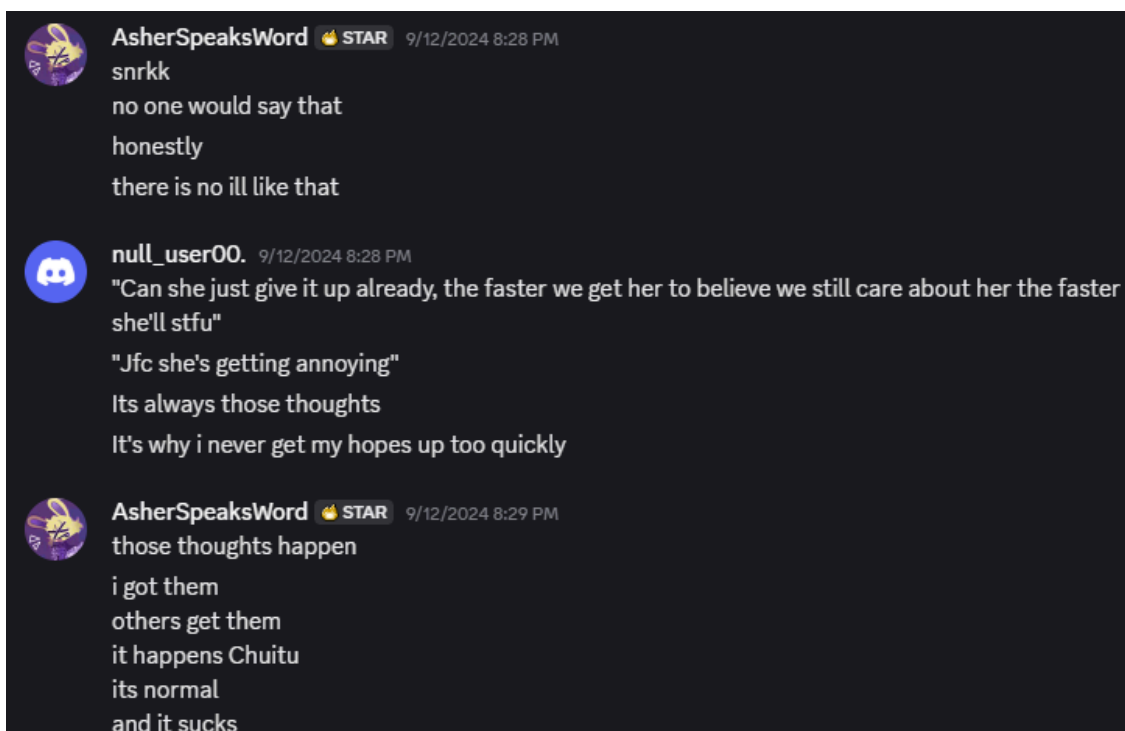 AsherSpeaksWord STAR 9/12/2024 8:28 PM
snrkk
no one would say that
honestly
there is no ill like that
null_user00. 9/12/2024 8:28 PM
"Can she just give it up already, the faster we get her to believe we still care about her the faster
she'll stfu"
"Jfc she's getting annoying"
Its always those thoughts
It's why i never get my hopes up too quickly
AsherSpeaksWord STAR 9/12/2024 8:29 PM
those thoughts happen
i got them
others get them
it happens Chuitu
its normal
and it sucks